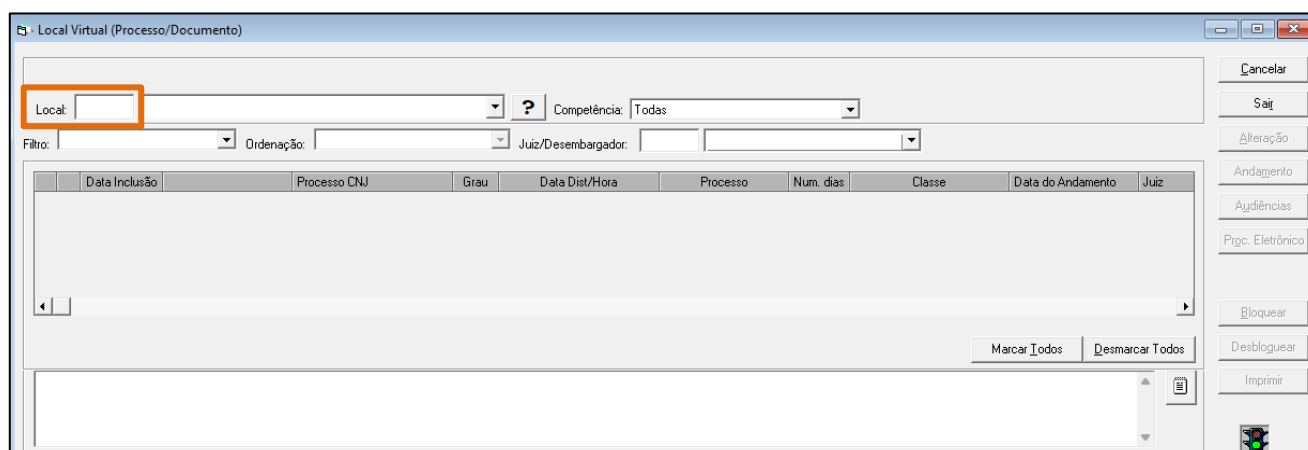 Local Virtual (Processo/Documento)
Cancelar
Local: ? Competência: Todas
Sair
Filtro: Ordenação: Juiz/Desembargador:
Alteração
Data Inclusão Processo CNJ Grau Data Dist/Hora Processo Num. dias Classe Data do Andamento Juiz
Andamento
Audiências
Proc. Eletrônico
Bloquear
Marcar Todos Desmarcar Todos
Desbloguear
Imprimir